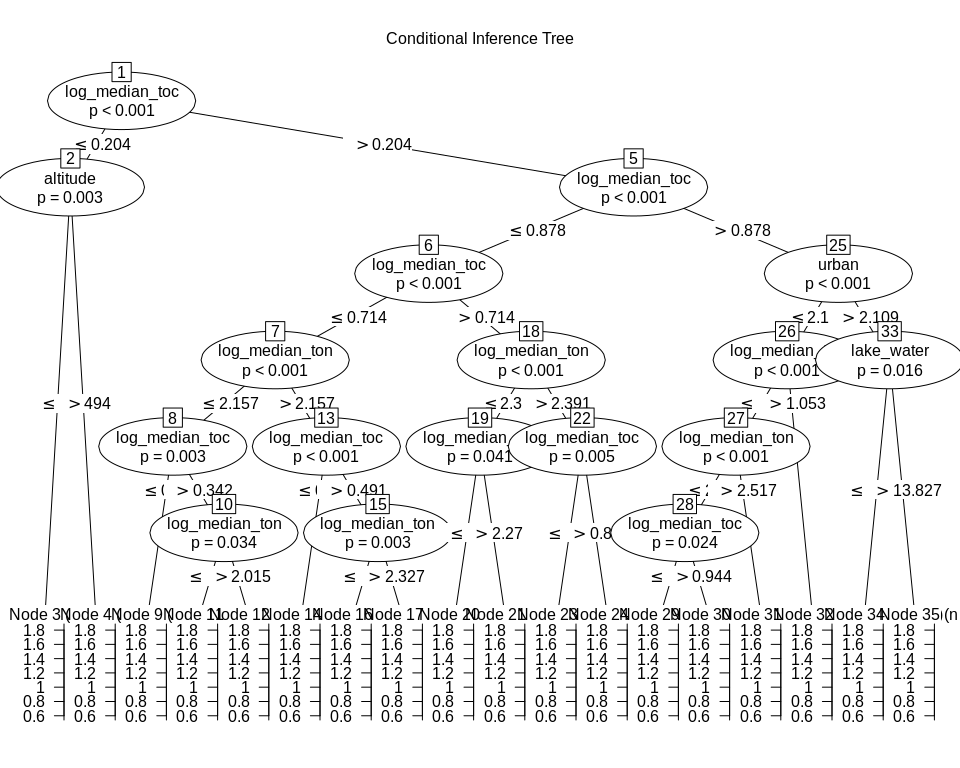 Conditional Inference Tree
1
log_median_toc
p < 0.001
≤ 0.204
> 0.204
2
altitude
p = 0.003
5
log_median_toc
p < 0.001
≤ 0.878
> 0.878
6
log_median_toc
p < 0.001
25
urban
p < 0.001
≤ 0.714
> 0.714
≤ 2.1
> 2.109
7
log_median_ton
p < 0.001
18
log_median_ton
p < 0.001
26
log_median
p < 0.001
33
lake_water
p = 0.016
≤
> 494
≤ 2.157
> 2.157
≤ 2.3
> 2.391
≤
> 1.053
8
log_median_toc
p = 0.003
13
log_median_toc
p < 0.001
19
log_median
p = 0.041
22
log_median_toc
p = 0.005
27
log_median_ton
p < 0.001
≤
> 0.342
≤
> 0.491
≤
> 2.517
≤
> 13.827
10
log_median_ton
p = 0.034
15
log_median_ton
p = 0.003
≤
> 2.27
≤
> 0.8
28
log_median_toc
p = 0.024
≤
> 2.015
≤
> 2.327
≤
> 0.944
Node 3 Node 4 Node 9 Node 11 Node 12 Node 14 Node 16 Node 17 Node 20 Node 21 Node 23 Node 24 Node 29 Node 30 Node 31 Node 32 Node 34 Node 35 (n
1.8 1.8 1.8 1.8 1.8 1.8 1.8 1.8 1.8 1.8 1.8 1.8 1.8 1.8 1.8 1.8 1.8 1.8
1.6 1.6 1.6 1.6 1.6 1.6 1.6 1.6 1.6 1.6 1.6 1.6 1.6 1.6 1.6 1.6 1.6 1.6
1.4 1.4 1.4 1.4 1.4 1.4 1.4 1.4 1.4 1.4 1.4 1.4 1.4 1.4 1.4 1.4 1.4 1.4
1.2 1.2 1.2 1.2 1.2 1.2 1.2 1.2 1.2 1.2 1.2 1.2 1.2 1.2 1.2 1.2 1.2 1.2
1 1 1 1 1 1 1 1 1 1 1 1 1 1 1 1 1 1
0.8 0.8 0.8 0.8 0.8 0.8 0.8 0.8 0.8 0.8 0.8 0.8 0.8 0.8 0.8 0.8 0.8 0.8
0.6 0.6 0.6 0.6 0.6 0.6 0.6 0.6 0.6 0.6 0.6 0.6 0.6 0.6 0.6 0.6 0.6 0.6